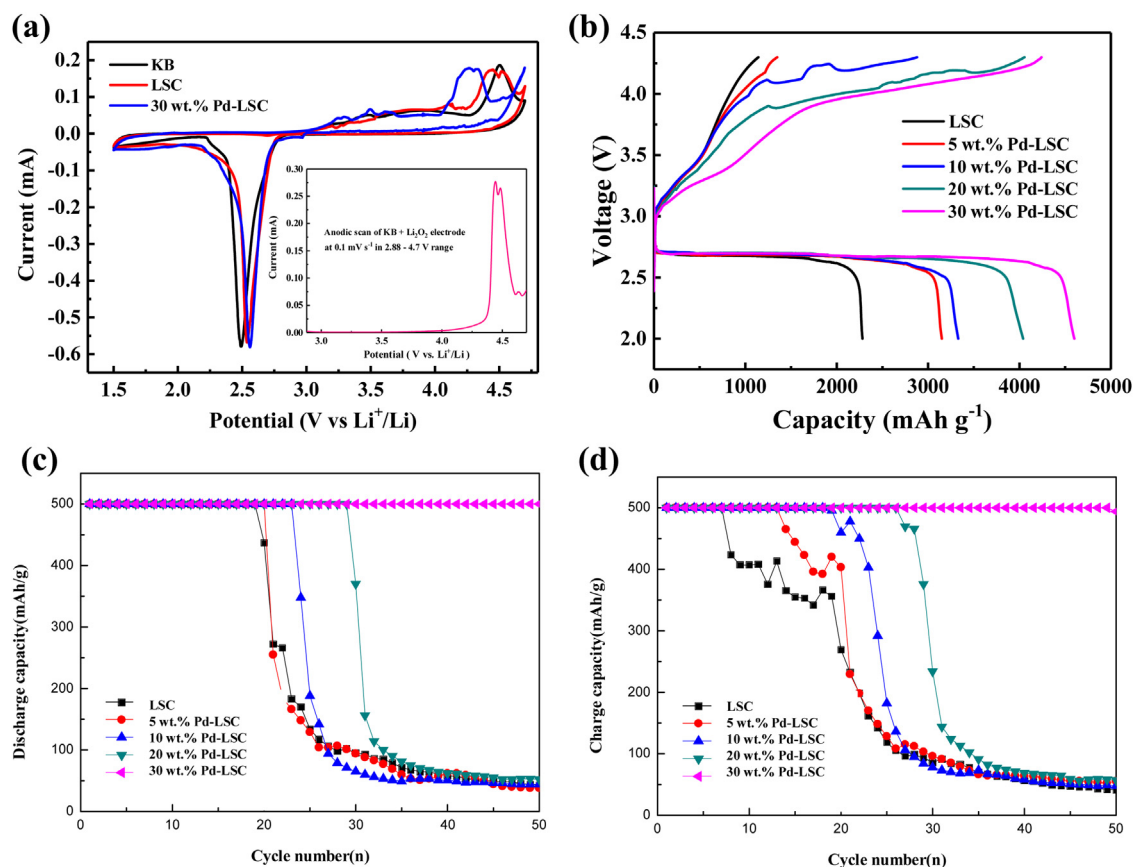 (a)
KB
LSC
30 wt.% Pd-LSC
0.2
0.1
0.0
-0.1
-0.2
-0.3
-0.4
-0.5
-0.6
Current (mA)
1.5 2.0 2.5 3.0 3.5 4.0 4.5
Potential (V vs Li⁺/Li)
0.30
0.25
0.20
0.15
0.10
0.05
0.00
Current (mA)
Anodic scan of KB + Li₂O₂ electrode
at 0.1 mV s⁻¹ in 2.88 - 4.7 V range
3.0 3.5 4.0 4.5
Potential ( V vs. Li⁺/Li )
(b)
4.5
4.0
3.5
3.0
2.5
2.0
Voltage (V)
LSC
5 wt.% Pd-LSC
10 wt.% Pd-LSC
20 wt.% Pd-LSC
30 wt.% Pd-LSC
0 1000 2000 3000 4000 5000
Capacity (mAh g⁻¹)
(c)
500
400
300
200
100
0
Discharge capacity(mAh/g)
LSC
5 wt.% Pd-LSC
10 wt.% Pd-LSC
20 wt.% Pd-LSC
30 wt.% Pd-LSC
0 10 20 30 40 50
Cycle number(n)
(d)
500
400
300
200
100
0
Charge capacity(mAh/g)
LSC
5 wt.% Pd-LSC
10 wt.% Pd-LSC
20 wt.% Pd-LSC
30 wt.% Pd-LSC
0 10 20 30 40 50
Cycle number(n)